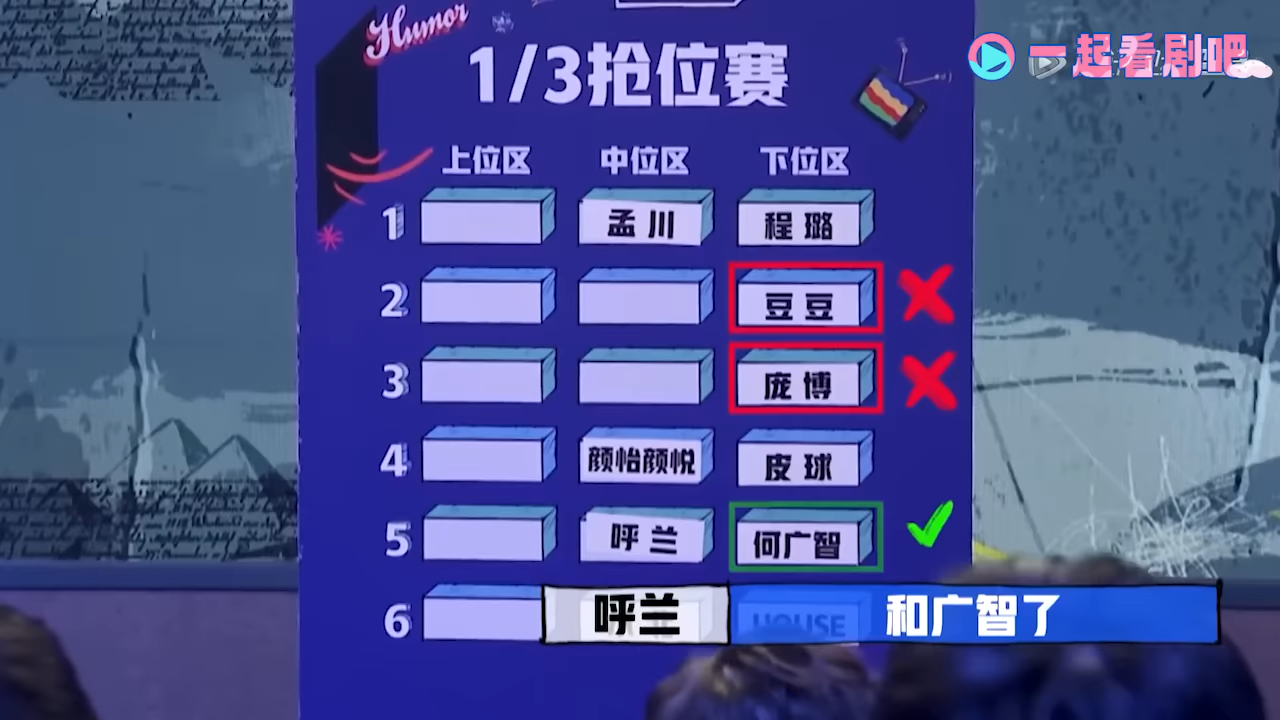 Humor
一起看剧吧
1/3抢位赛
上位区 中位区 下位区
1 孟川 程璐
2 豆豆
3 庞博
4 颜怡颜悦 皮球
5 呼兰 何广智
6 HOUSE
呼兰 和广智了